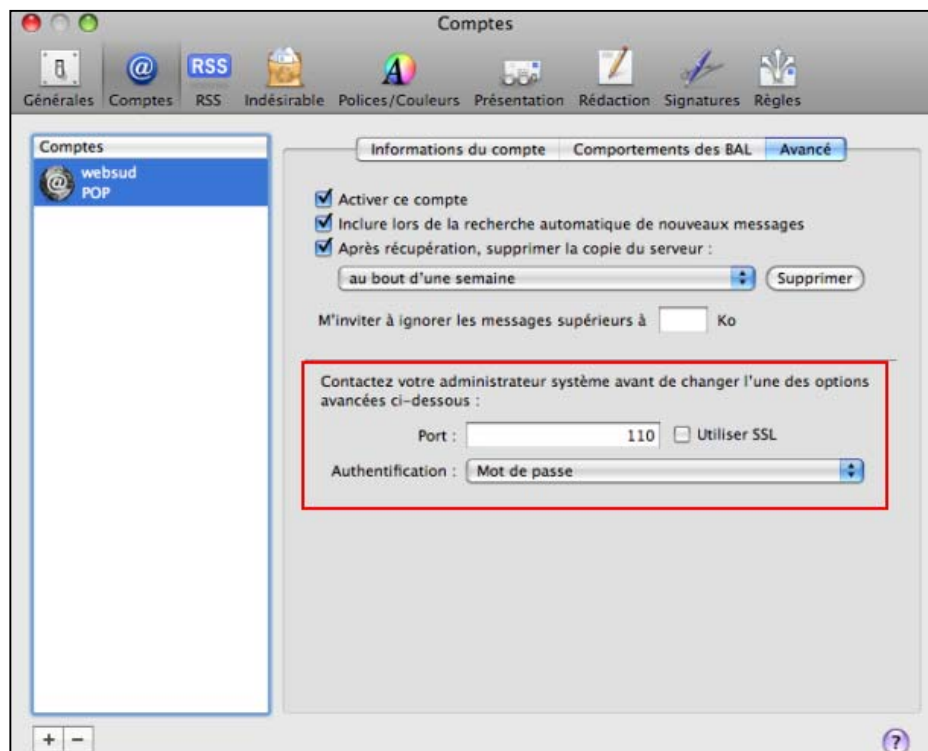 Comptes
RSS
Générales Comptes RSS Indésirable Polices/Couleurs Présentation Rédaction Signatures Règles
Comptes
websud
POP
Informations du compte Comportements des BAL Avancé
Activer ce compte
Inclure lors de la recherche automatique de nouveaux messages
Après récupération, supprimer la copie du serveur :
au bout d'une semaine Supprimer
M'inviter à ignorer les messages supérieurs à Ko
Contactez votre administrateur système avant de changer l'une des options
avancées ci-dessous :
Port : 110 Utiliser SSL
Authentification : Mot de passe
+ − ?